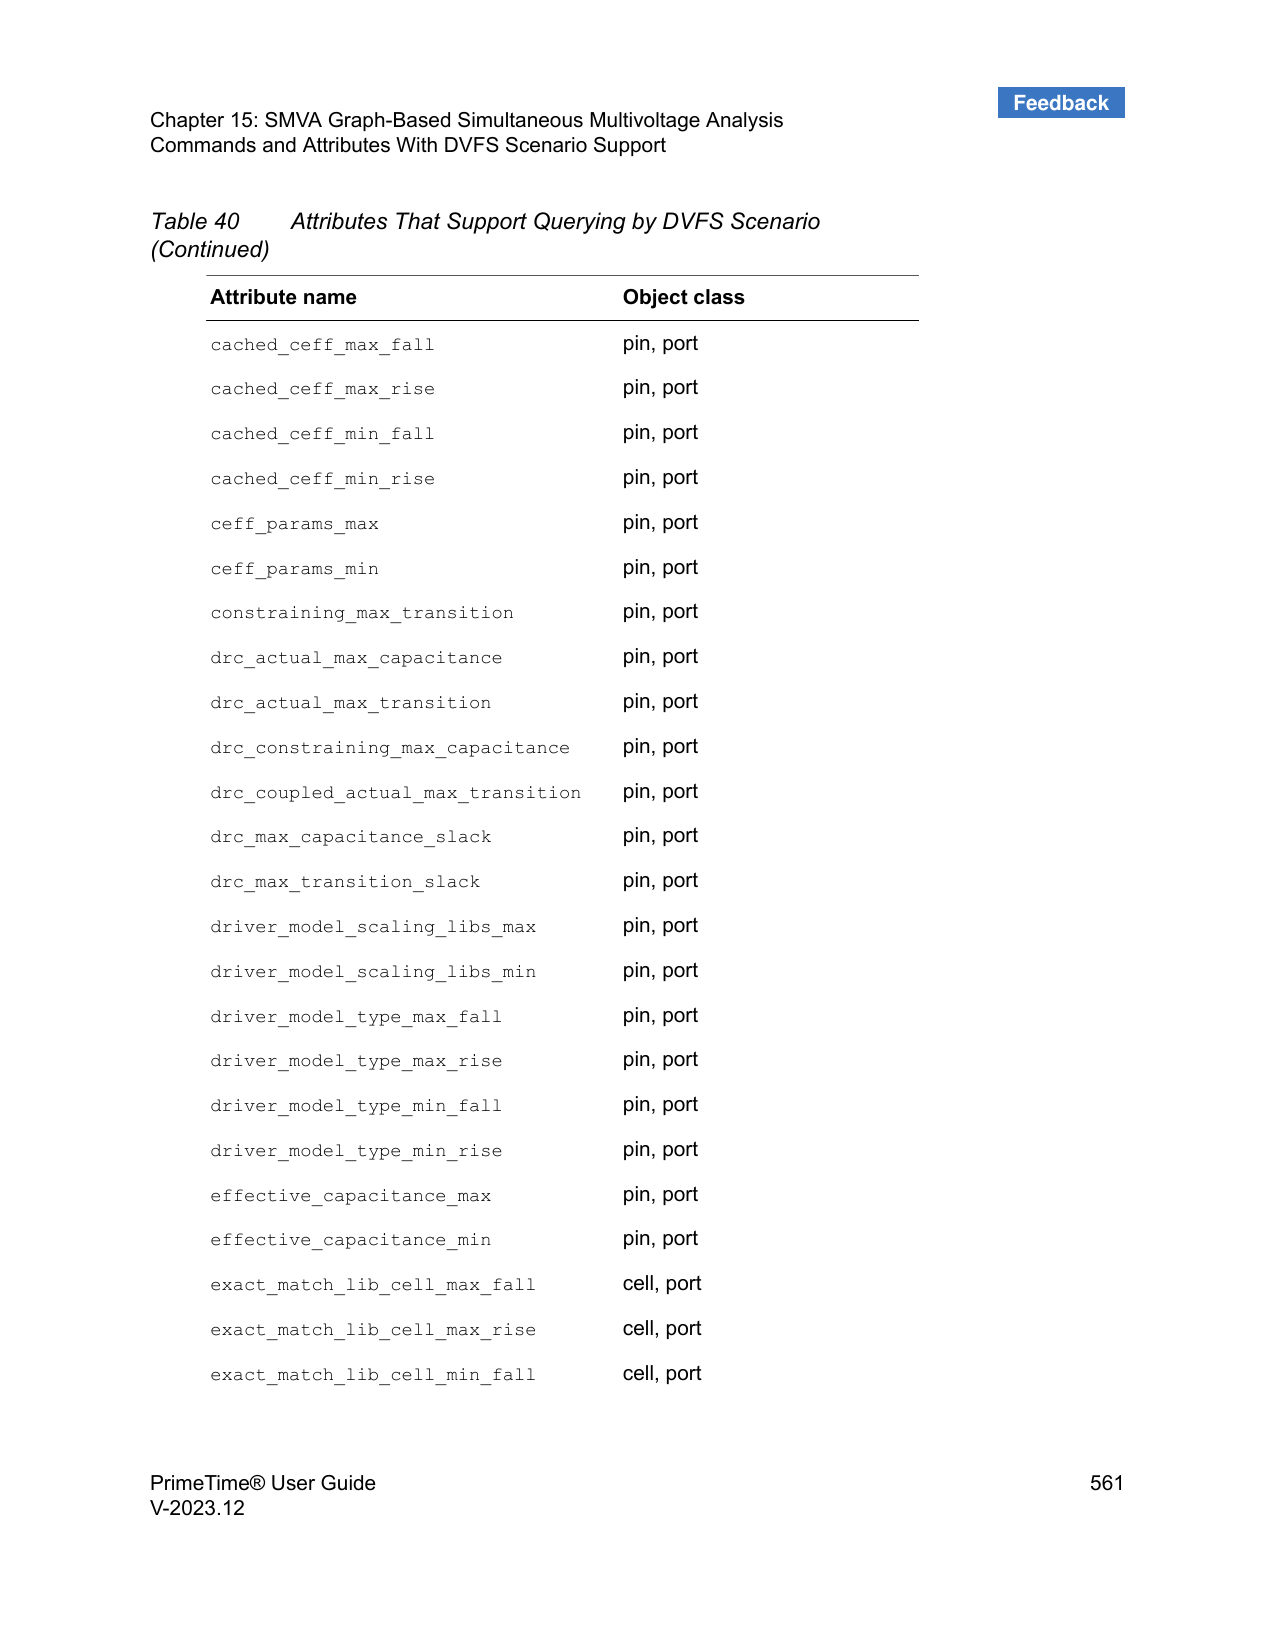 Feedback
Chapter 15: SMVA Graph-Based Simultaneous Multivoltage Analysis
Commands and Attributes With DVFS Scenario Support
Table 40 Attributes That Support Querying by DVFS Scenario
(Continued)
Attribute name Object class
cached_ceff_max_fall pin, port
cached_ceff_max_rise pin, port
cached_ceff_min_fall pin, port
cached_ceff_min_rise pin, port
ceff_params_max pin, port
ceff_params_min pin, port
constraining_max_transition pin, port
drc_actual_max_capacitance pin, port
drc_actual_max_transition pin, port
drc_constraining_max_capacitance pin, port
drc_coupled_actual_max_transition pin, port
drc_max_capacitance_slack pin, port
drc_max_transition_slack pin, port
driver_model_scaling_libs_max pin, port
driver_model_scaling_libs_min pin, port
driver_model_type_max_fall pin, port
driver_model_type_max_rise pin, port
driver_model_type_min_fall pin, port
driver_model_type_min_rise pin, port
effective_capacitance_max pin, port
effective_capacitance_min pin, port
exact_match_lib_cell_max_fall cell, port
exact_match_lib_cell_max_rise cell, port
exact_match_lib_cell_min_fall cell, port
PrimeTime® User Guide 561
V-2023.12